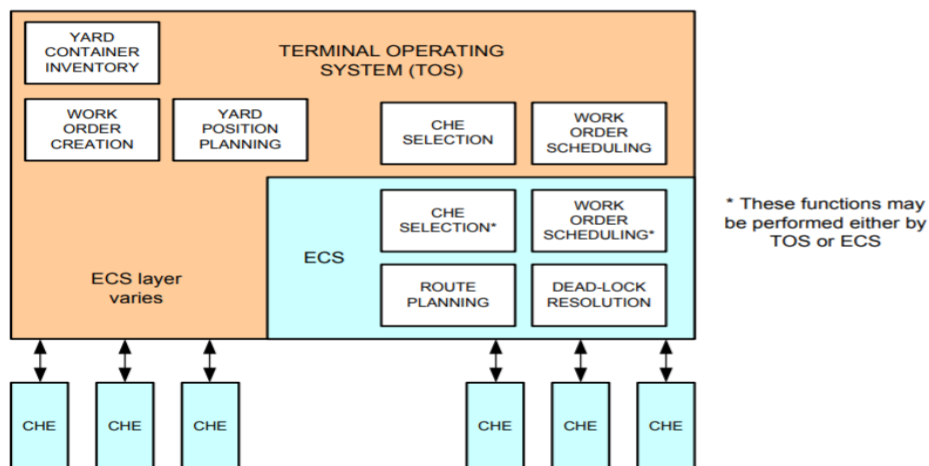 YARD
CONTAINER
INVENTORY
TERMINAL OPERATING
SYSTEM (TOS)
WORK
ORDER
CREATION
YARD
POSITION
PLANNING
CHE
SELECTION
WORK
ORDER
SCHEDULING
ECS
CHE
SELECTION*
WORK
ORDER
SCHEDULING*
* These functions may
be performed either by
TOS or ECS
ECS layer
varies
ROUTE
PLANNING
DEAD-LOCK
RESOLUTION
CHE
CHE
CHE
CHE
CHE
CHE